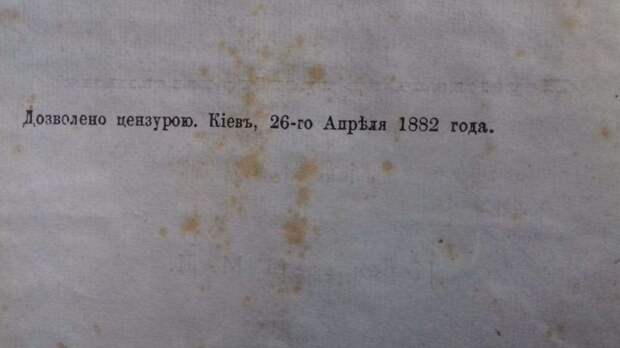 Дозволено цензурою. Кіевъ, 26-го Апрѣля 1882 года.